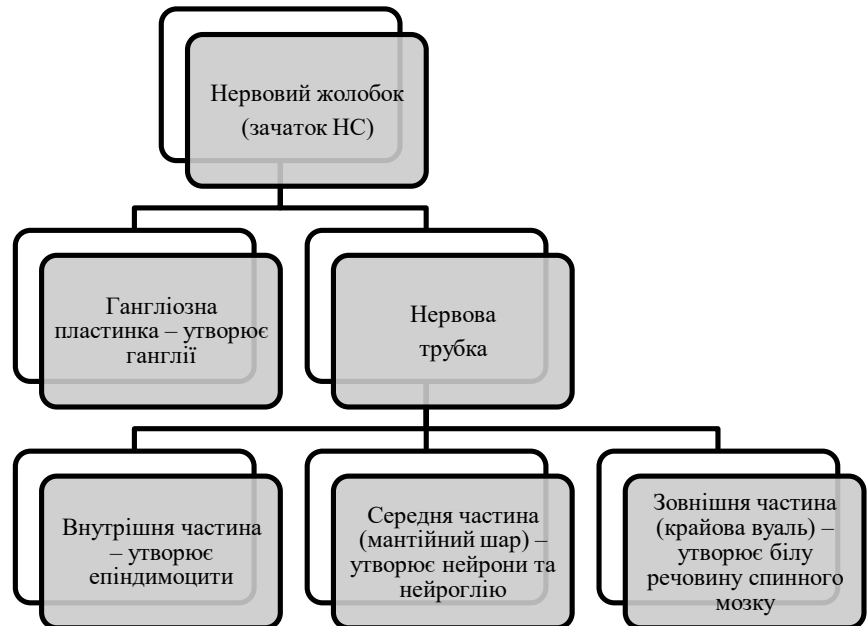 Нервовий жолобок
(зачаток НС)
Гангліозна
пластинка – утворює
ганглії
Нервова
трубка
Внутрішня частина
– утворює
епіндимоцити
Середня частина
(мантійний шар) –
утворює нейрони та
нейроглію
Зовнішня частина
(крайова вуаль) –
утворює білу
речовину спинного
мозку